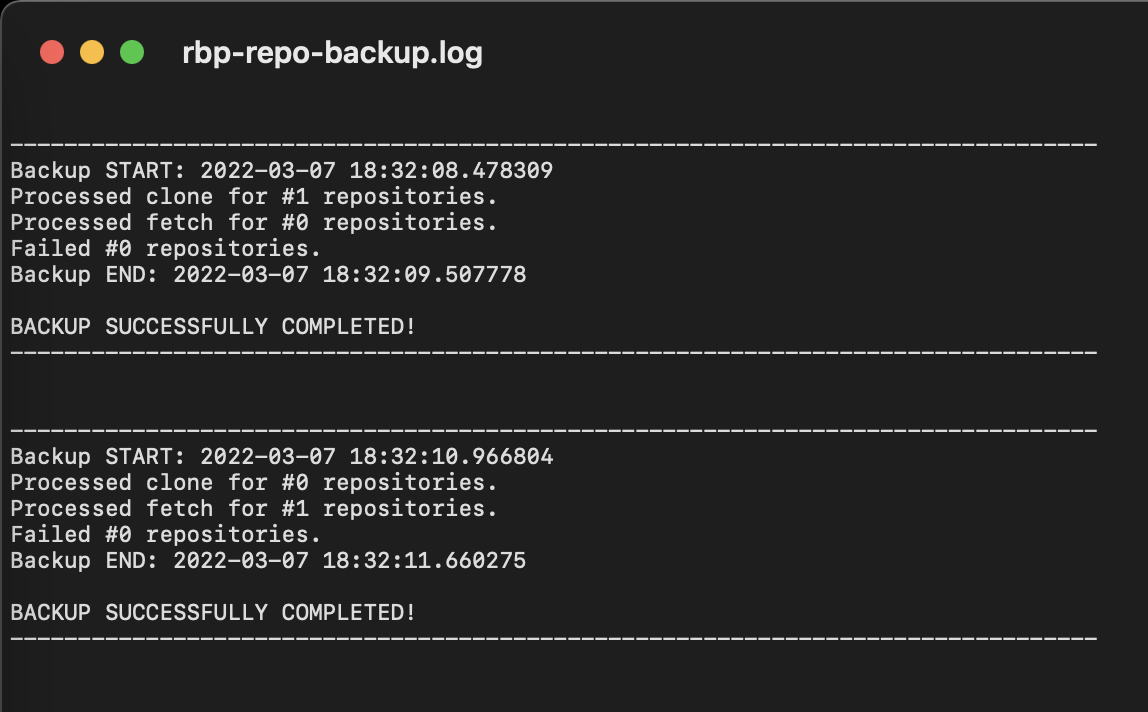 rbp-repo-backup.log
--------------------------------------------------------------------------------
Backup START: 2022-03-07 18:32:08.478309
Processed clone for #1 repositories.
Processed fetch for #0 repositories.
Failed #0 repositories.
Backup END: 2022-03-07 18:32:09.507778
BACKUP SUCCESSFULLY COMPLETED!
--------------------------------------------------------------------------------
--------------------------------------------------------------------------------
Backup START: 2022-03-07 18:32:10.966804
Processed clone for #0 repositories.
Processed fetch for #1 repositories.
Failed #0 repositories.
Backup END: 2022-03-07 18:32:11.660275
BACKUP SUCCESSFULLY COMPLETED!
--------------------------------------------------------------------------------